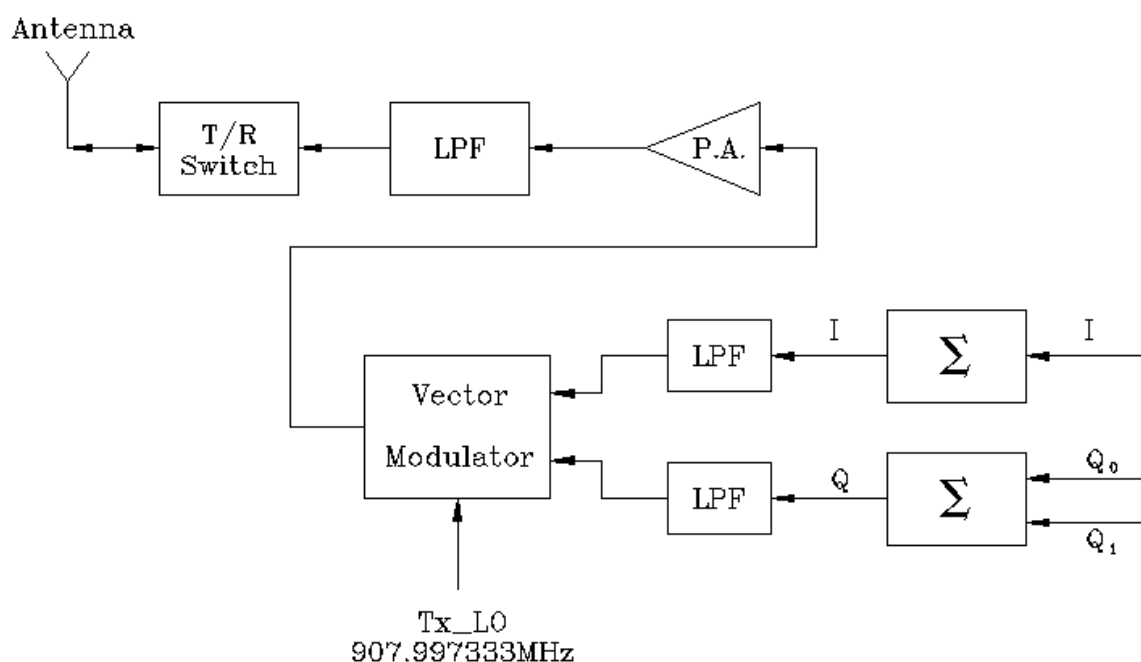 Antenna
T/R
Switch
LPF
P.A.
Vector
Modulator
LPF
I
Σ
I
LPF
Q
Σ
Q₀
Q₁
Tx_LO
907.997333MHz